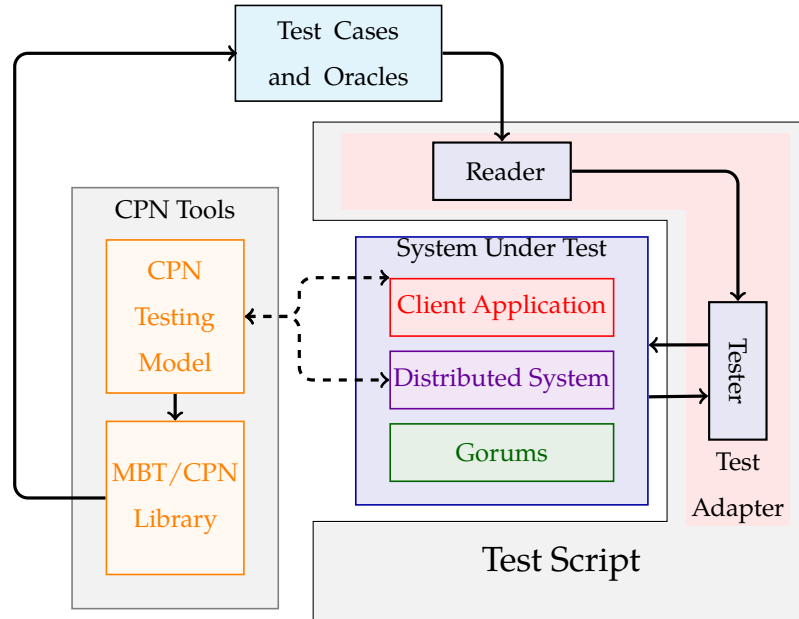 Test Cases
and Oracles
Reader
CPN Tools
CPN
Testing
Model
MBT/CPN
Library
System Under Test
Client Application
Distributed System
Gorums
Tester
Test
Adapter
Test Script